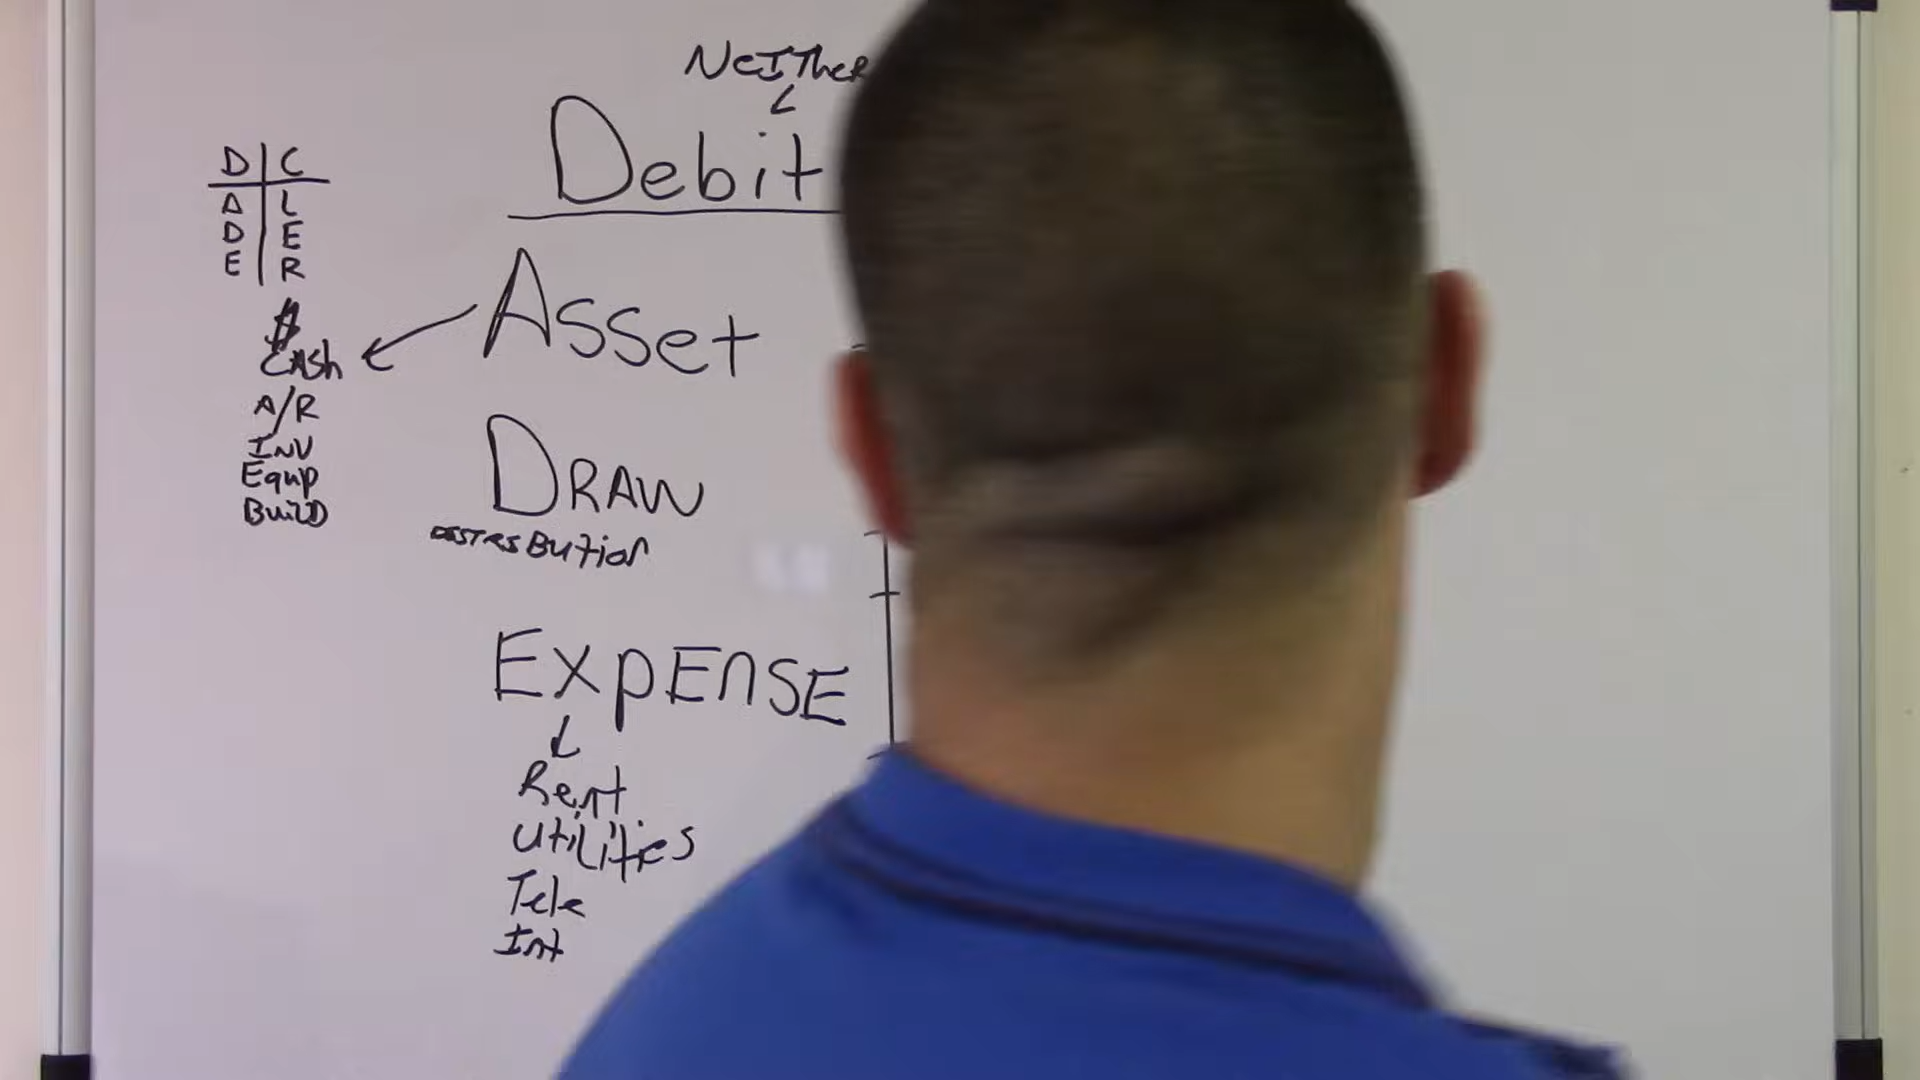 NeITher
Debit
D C
A L
D E
E R
Asset
$
Cash
A/R
INV
Equp
BuilD
DRAW
DISTRIBution
ExpEnSE
Rent
utilities
Tele
Int